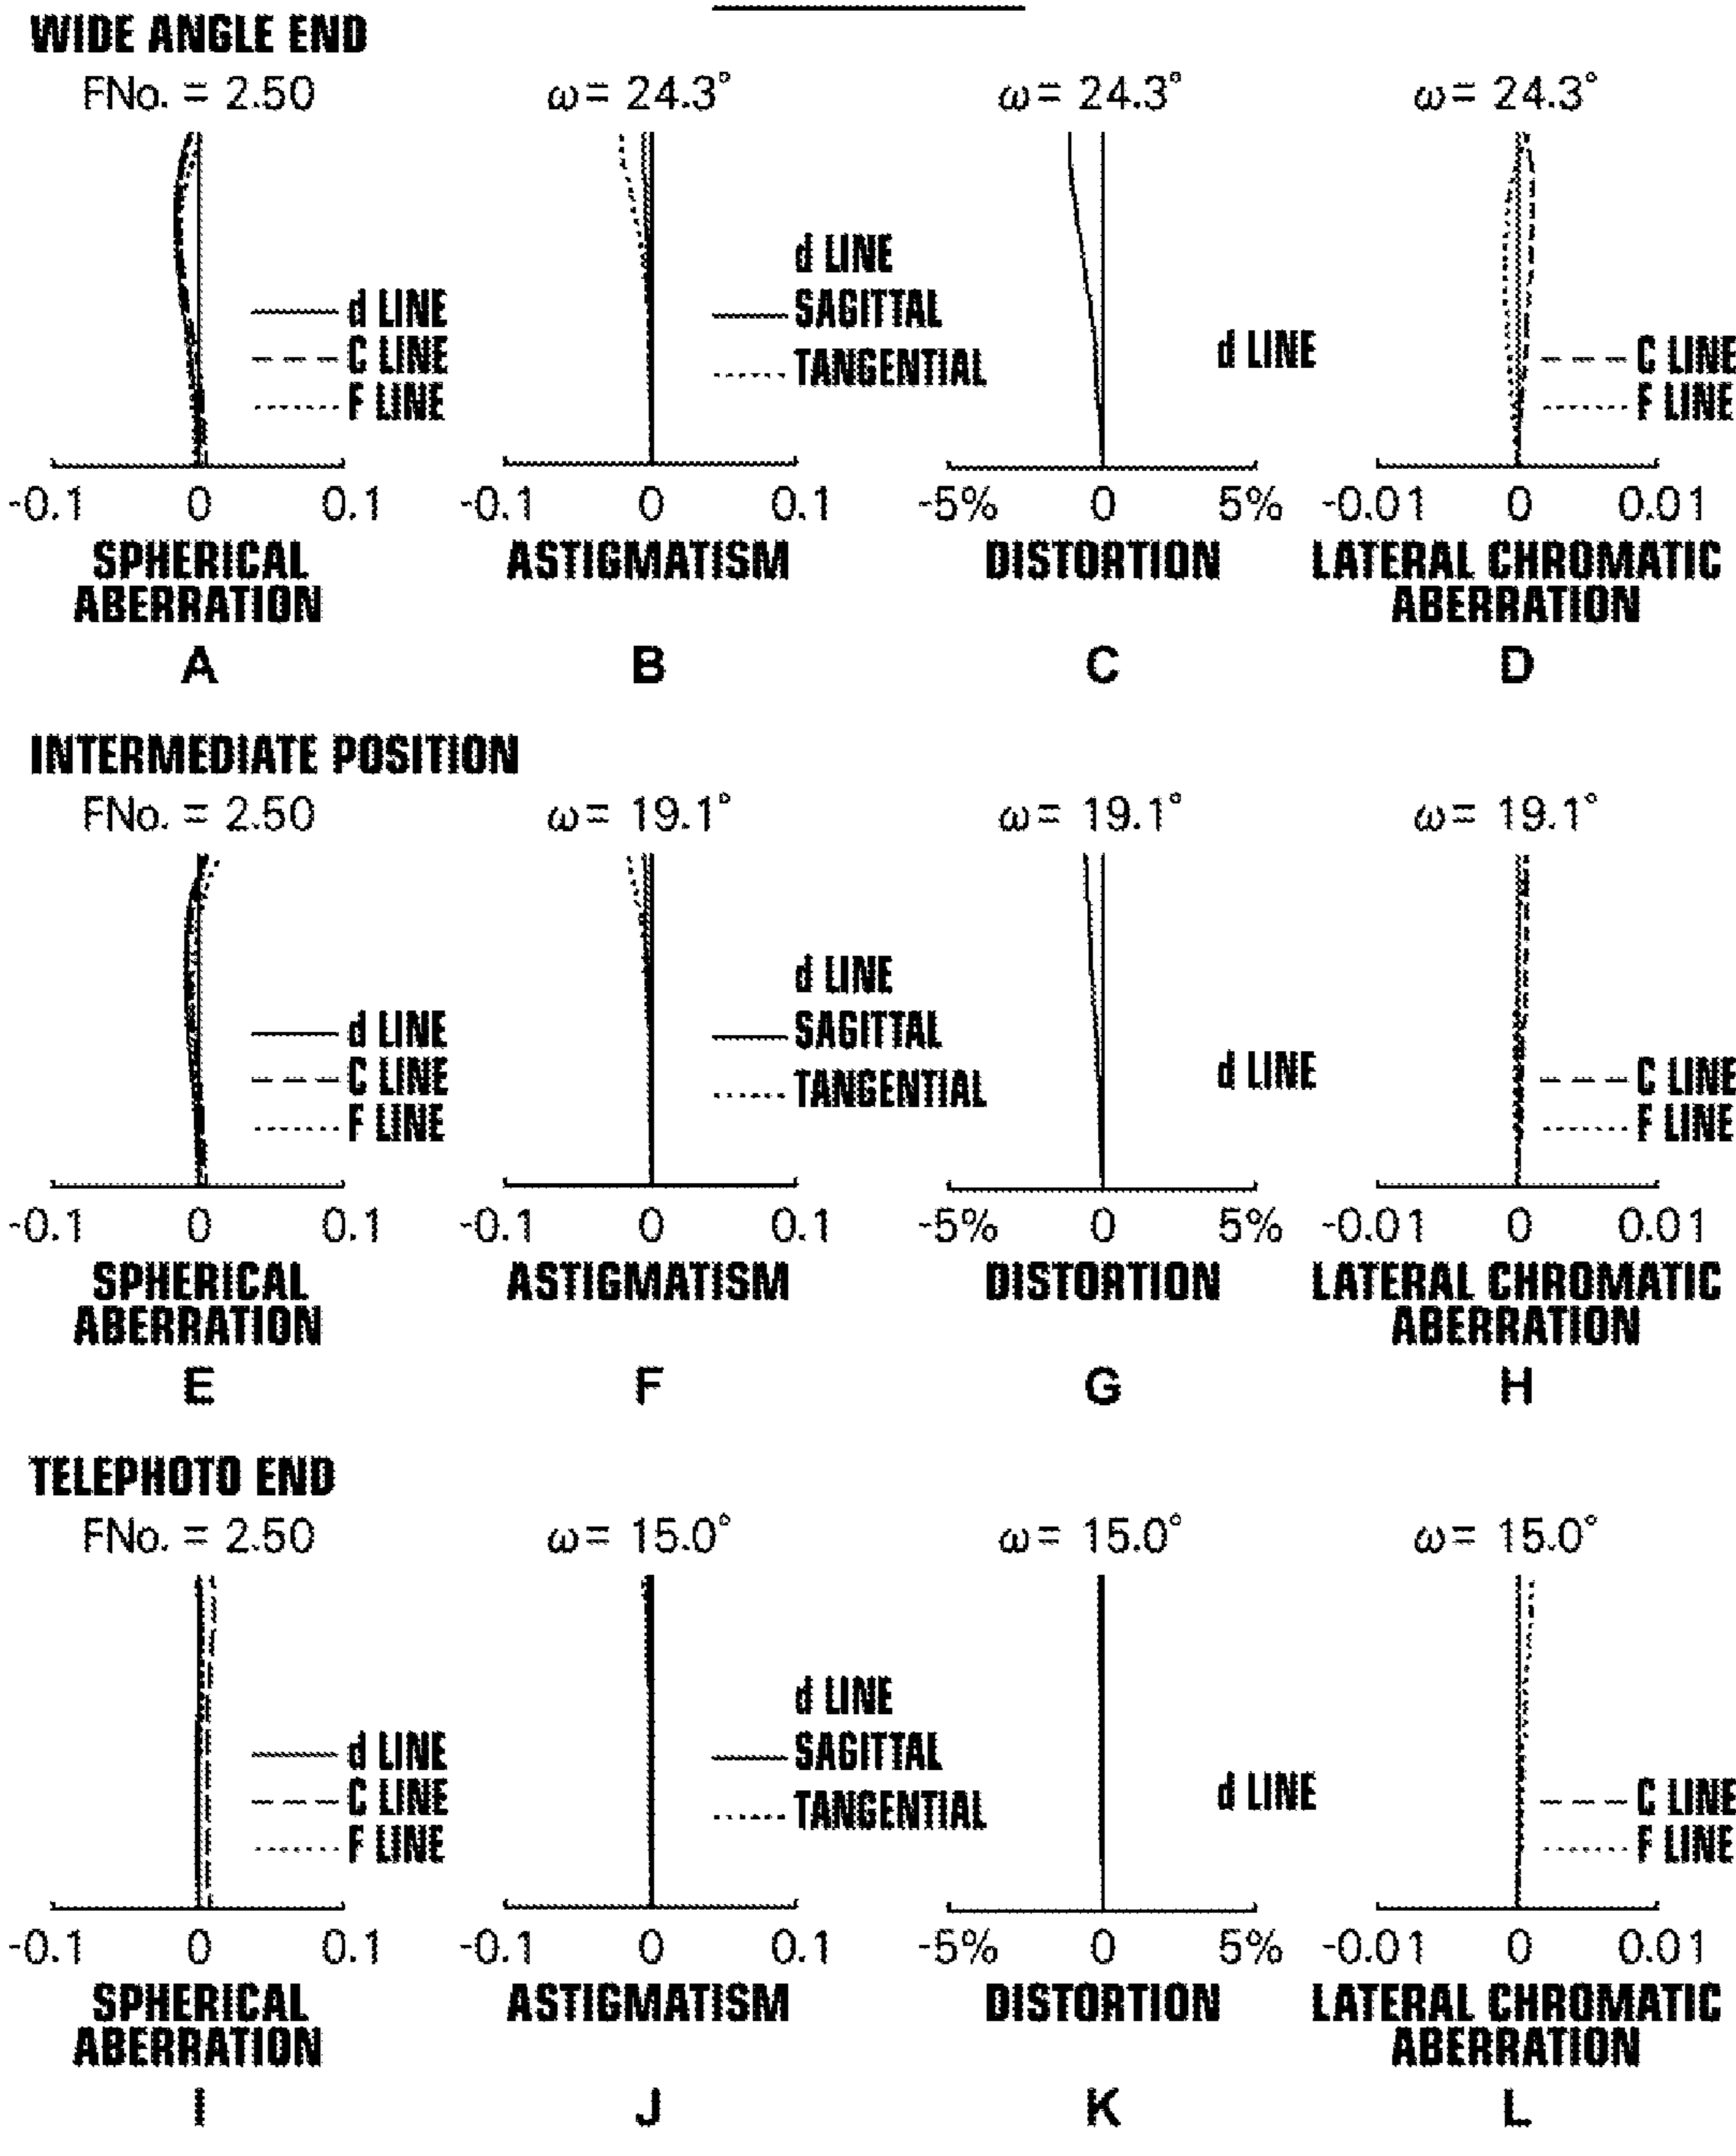 WIDE ANGLE END
FNo. = 2.50
ω= 24.3°
ω= 24.3°
ω= 24.3°
d LINE
C LINE
F LINE
d LINE
SAGITTAL
TANGENTIAL
d LINE
C LINE
F LINE
-0.1 0 0.1
-0.1 0 0.1
-5% 0 5%
-0.01 0 0.01
SPHERICAL
ABERRATION
ASTIGMATISM
DISTORTION
LATERAL CHROMATIC
ABERRATION
A
B
C
D
INTERMEDIATE POSITION
FNo. = 2.50
ω= 19.1°
ω= 19.1°
ω= 19.1°
d LINE
C LINE
F LINE
d LINE
SAGITTAL
TANGENTIAL
d LINE
C LINE
F LINE
-0.1 0 0.1
-0.1 0 0.1
-5% 0 5%
-0.01 0 0.01
SPHERICAL
ABERRATION
ASTIGMATISM
DISTORTION
LATERAL CHROMATIC
ABERRATION
E
F
G
H
TELEPHOTO END
FNo. = 2.50
ω= 15.0°
ω= 15.0°
ω= 15.0°
d LINE
C LINE
F LINE
d LINE
SAGITTAL
TANGENTIAL
d LINE
C LINE
F LINE
-0.1 0 0.1
-0.1 0 0.1
-5% 0 5%
-0.01 0 0.01
SPHERICAL
ABERRATION
ASTIGMATISM
DISTORTION
LATERAL CHROMATIC
ABERRATION
I
J
K
L